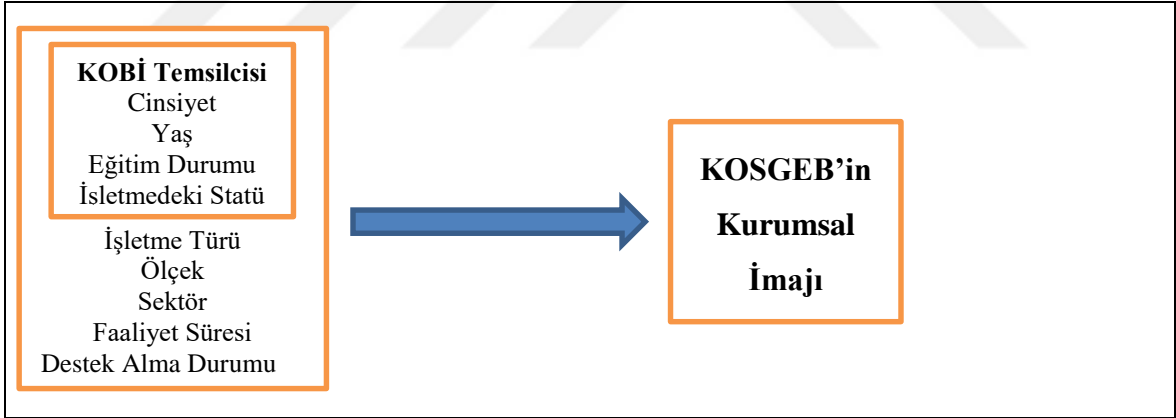 KOBİ Temsilcisi
Cinsiyet
Yaş
Eğitim Durumu
İsletmedeki Statü
İşletme Türü
Ölçek
Sektör
Faaliyet Süresi
Destek Alma Durumu
KOSGEB’in
Kurumsal
İmajı